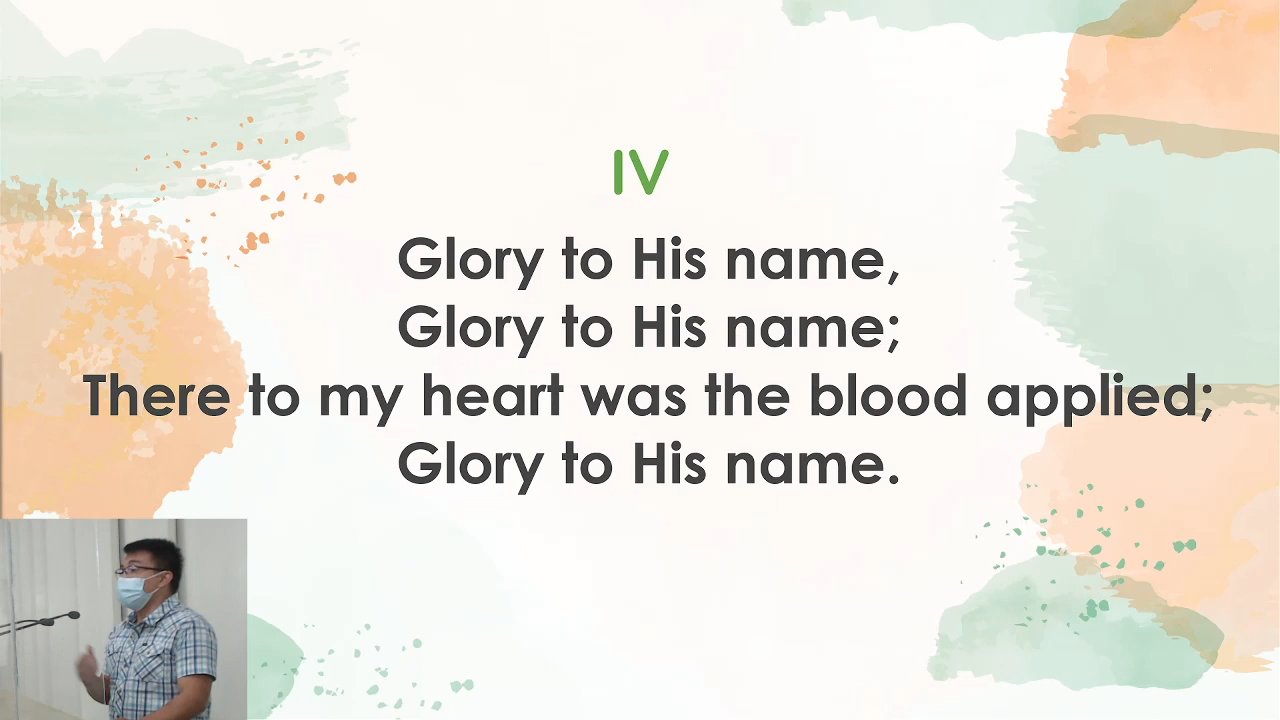 IV
Glory to His name,
Glory to His name;
There to my heart was the blood applied;
Glory to His name.